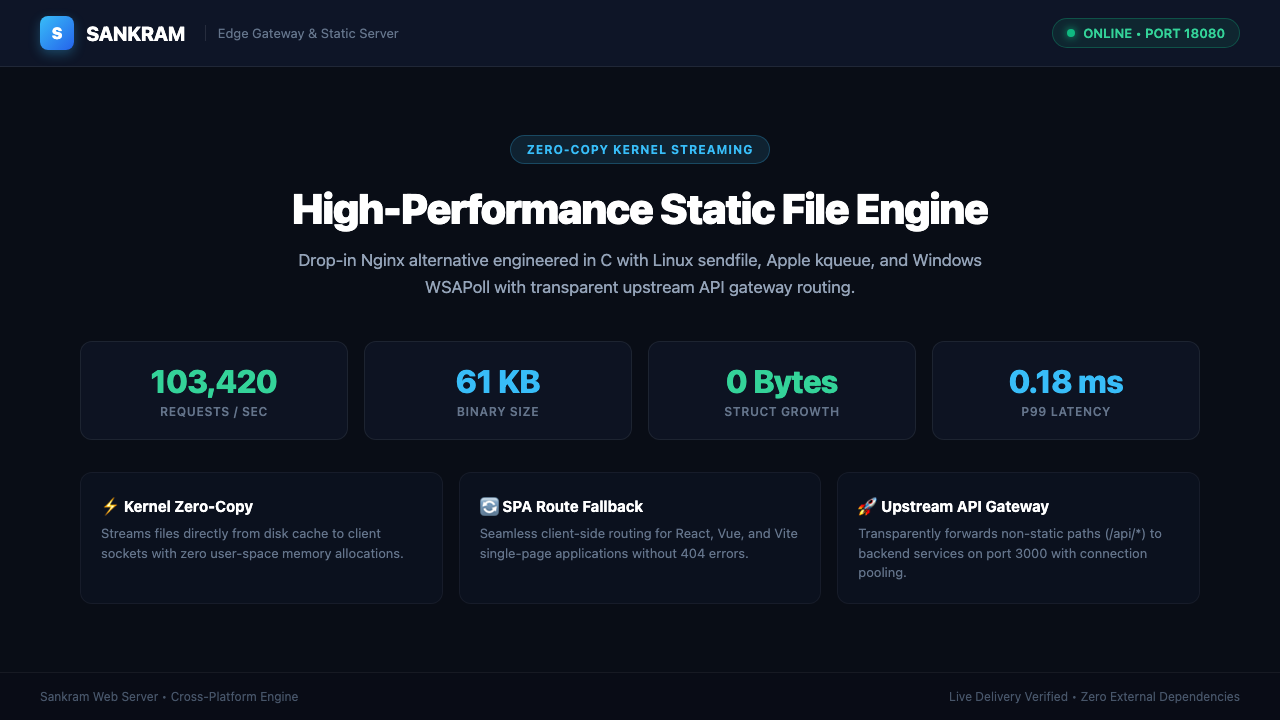 S SANKRAM Edge Gateway & Static Server
ONLINE • PORT 18080
ZERO-COPY KERNEL STREAMING
High-Performance Static File Engine
Drop-in Nginx alternative engineered in C with Linux sendfile, Apple kqueue, and Windows
WSAPoll with transparent upstream API gateway routing.
103,420
REQUESTS / SEC
61 KB
BINARY SIZE
0 Bytes
STRUCT GROWTH
0.18 ms
P99 LATENCY
⚡ Kernel Zero-Copy
Streams files directly from disk cache to client
sockets with zero user-space memory allocations.
🔄 SPA Route Fallback
Seamless client-side routing for React, Vue, and Vite
single-page applications without 404 errors.
🚀 Upstream API Gateway
Transparently forwards non-static paths (/api/*) to
backend services on port 3000 with connection
pooling.
Sankram Web Server • Cross-Platform Engine
Live Delivery Verified • Zero External Dependencies